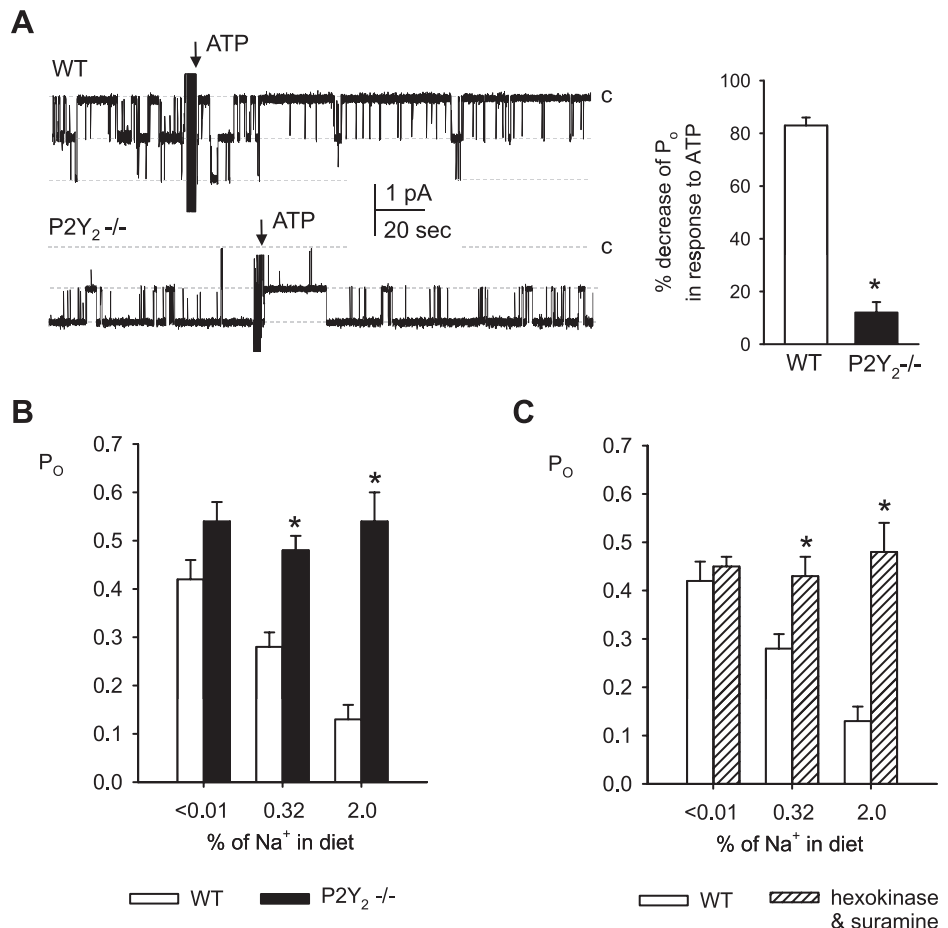 A
ATP
WT
c
1 pA
20 sec
P2Y₂ -/-
ATP
c
% decrease of Pₒ
in response to ATP
100
80
60
40
20
0
*
WT
P2Y₂-/-
B
P_O
0.7
0.6
0.5
0.4
0.3
0.2
0.1
0.0
*
*
<0.01
0.32
2.0
% of Na⁺ in diet
WT
P2Y₂ -/-
C
P_O
0.7
0.6
0.5
0.4
0.3
0.2
0.1
0.0
*
*
<0.01
0.32
2.0
% of Na⁺ in diet
WT
hexokinase
& suramine